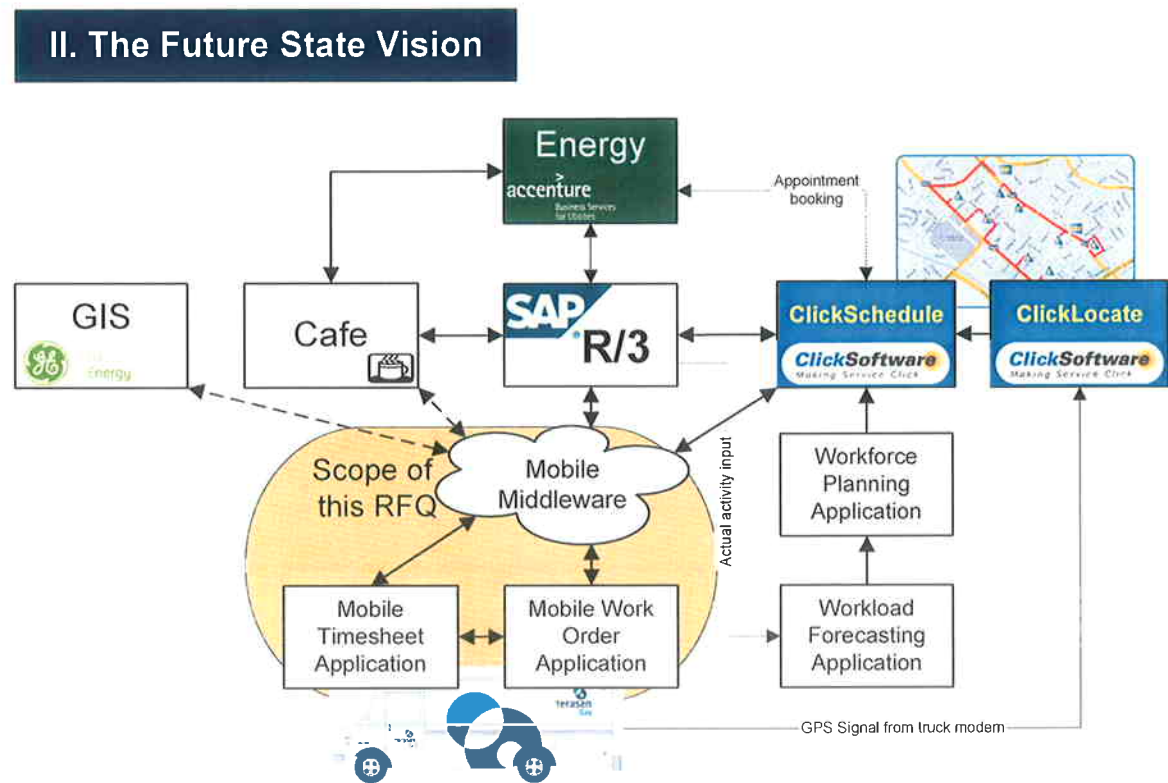 II. The Future State Vision
Energy
accenture
Business Services
for Utilities
Appointment
booking
GIS
GE
Energy
Cafe
SAP
R/3
ClickSchedule
ClickSoftware
Making Service Click
ClickLocate
ClickSoftware
Making Service Click
Scope of
this RFQ
Mobile
Middleware
Actual activity input
Workforce
Planning
Application
Mobile
Timesheet
Application
Mobile Work
Order
Application
Workload
Forecasting
Application
Terasen
Gas
GPS Signal from truck modem